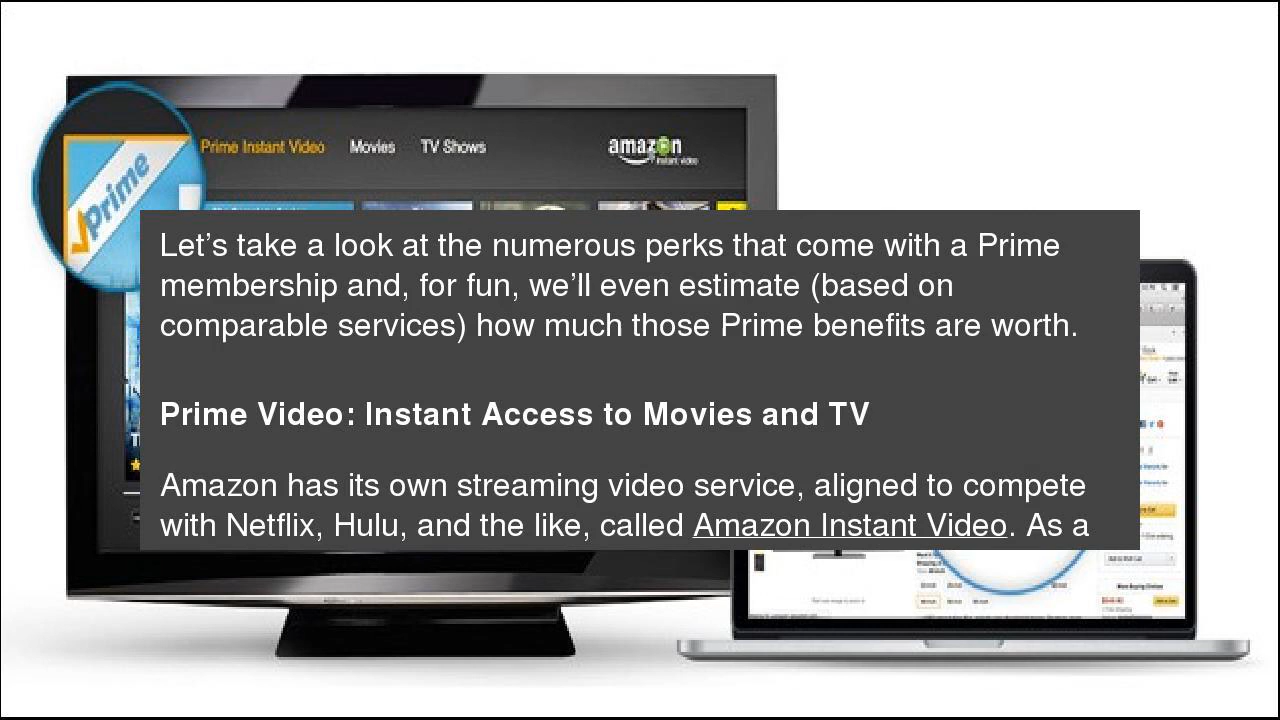 Prime Instant Video Movies TV Shows amazon
instant video
Prime
Let’s take a look at the numerous perks that come with a Prime
membership and, for fun, we’ll even estimate (based on
comparable services) how much those Prime benefits are worth.
Prime Video: Instant Access to Movies and TV
Amazon has its own streaming video service, aligned to compete
with Netflix, Hulu, and the like, called Amazon Instant Video. As a